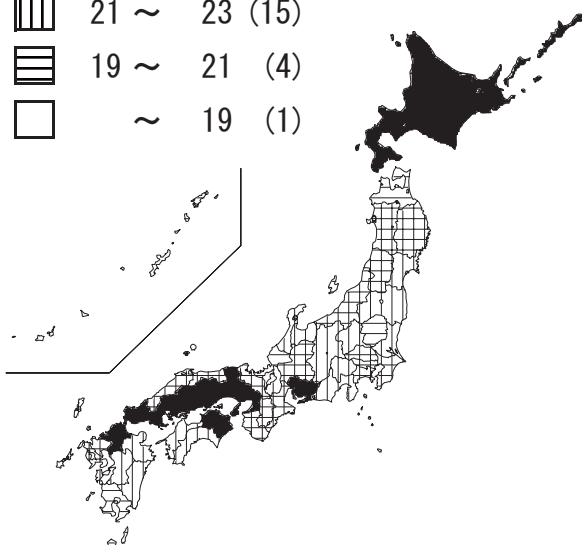 21 ～ 23 (15)
19 ～ 21 (4)
～ 19 (1)